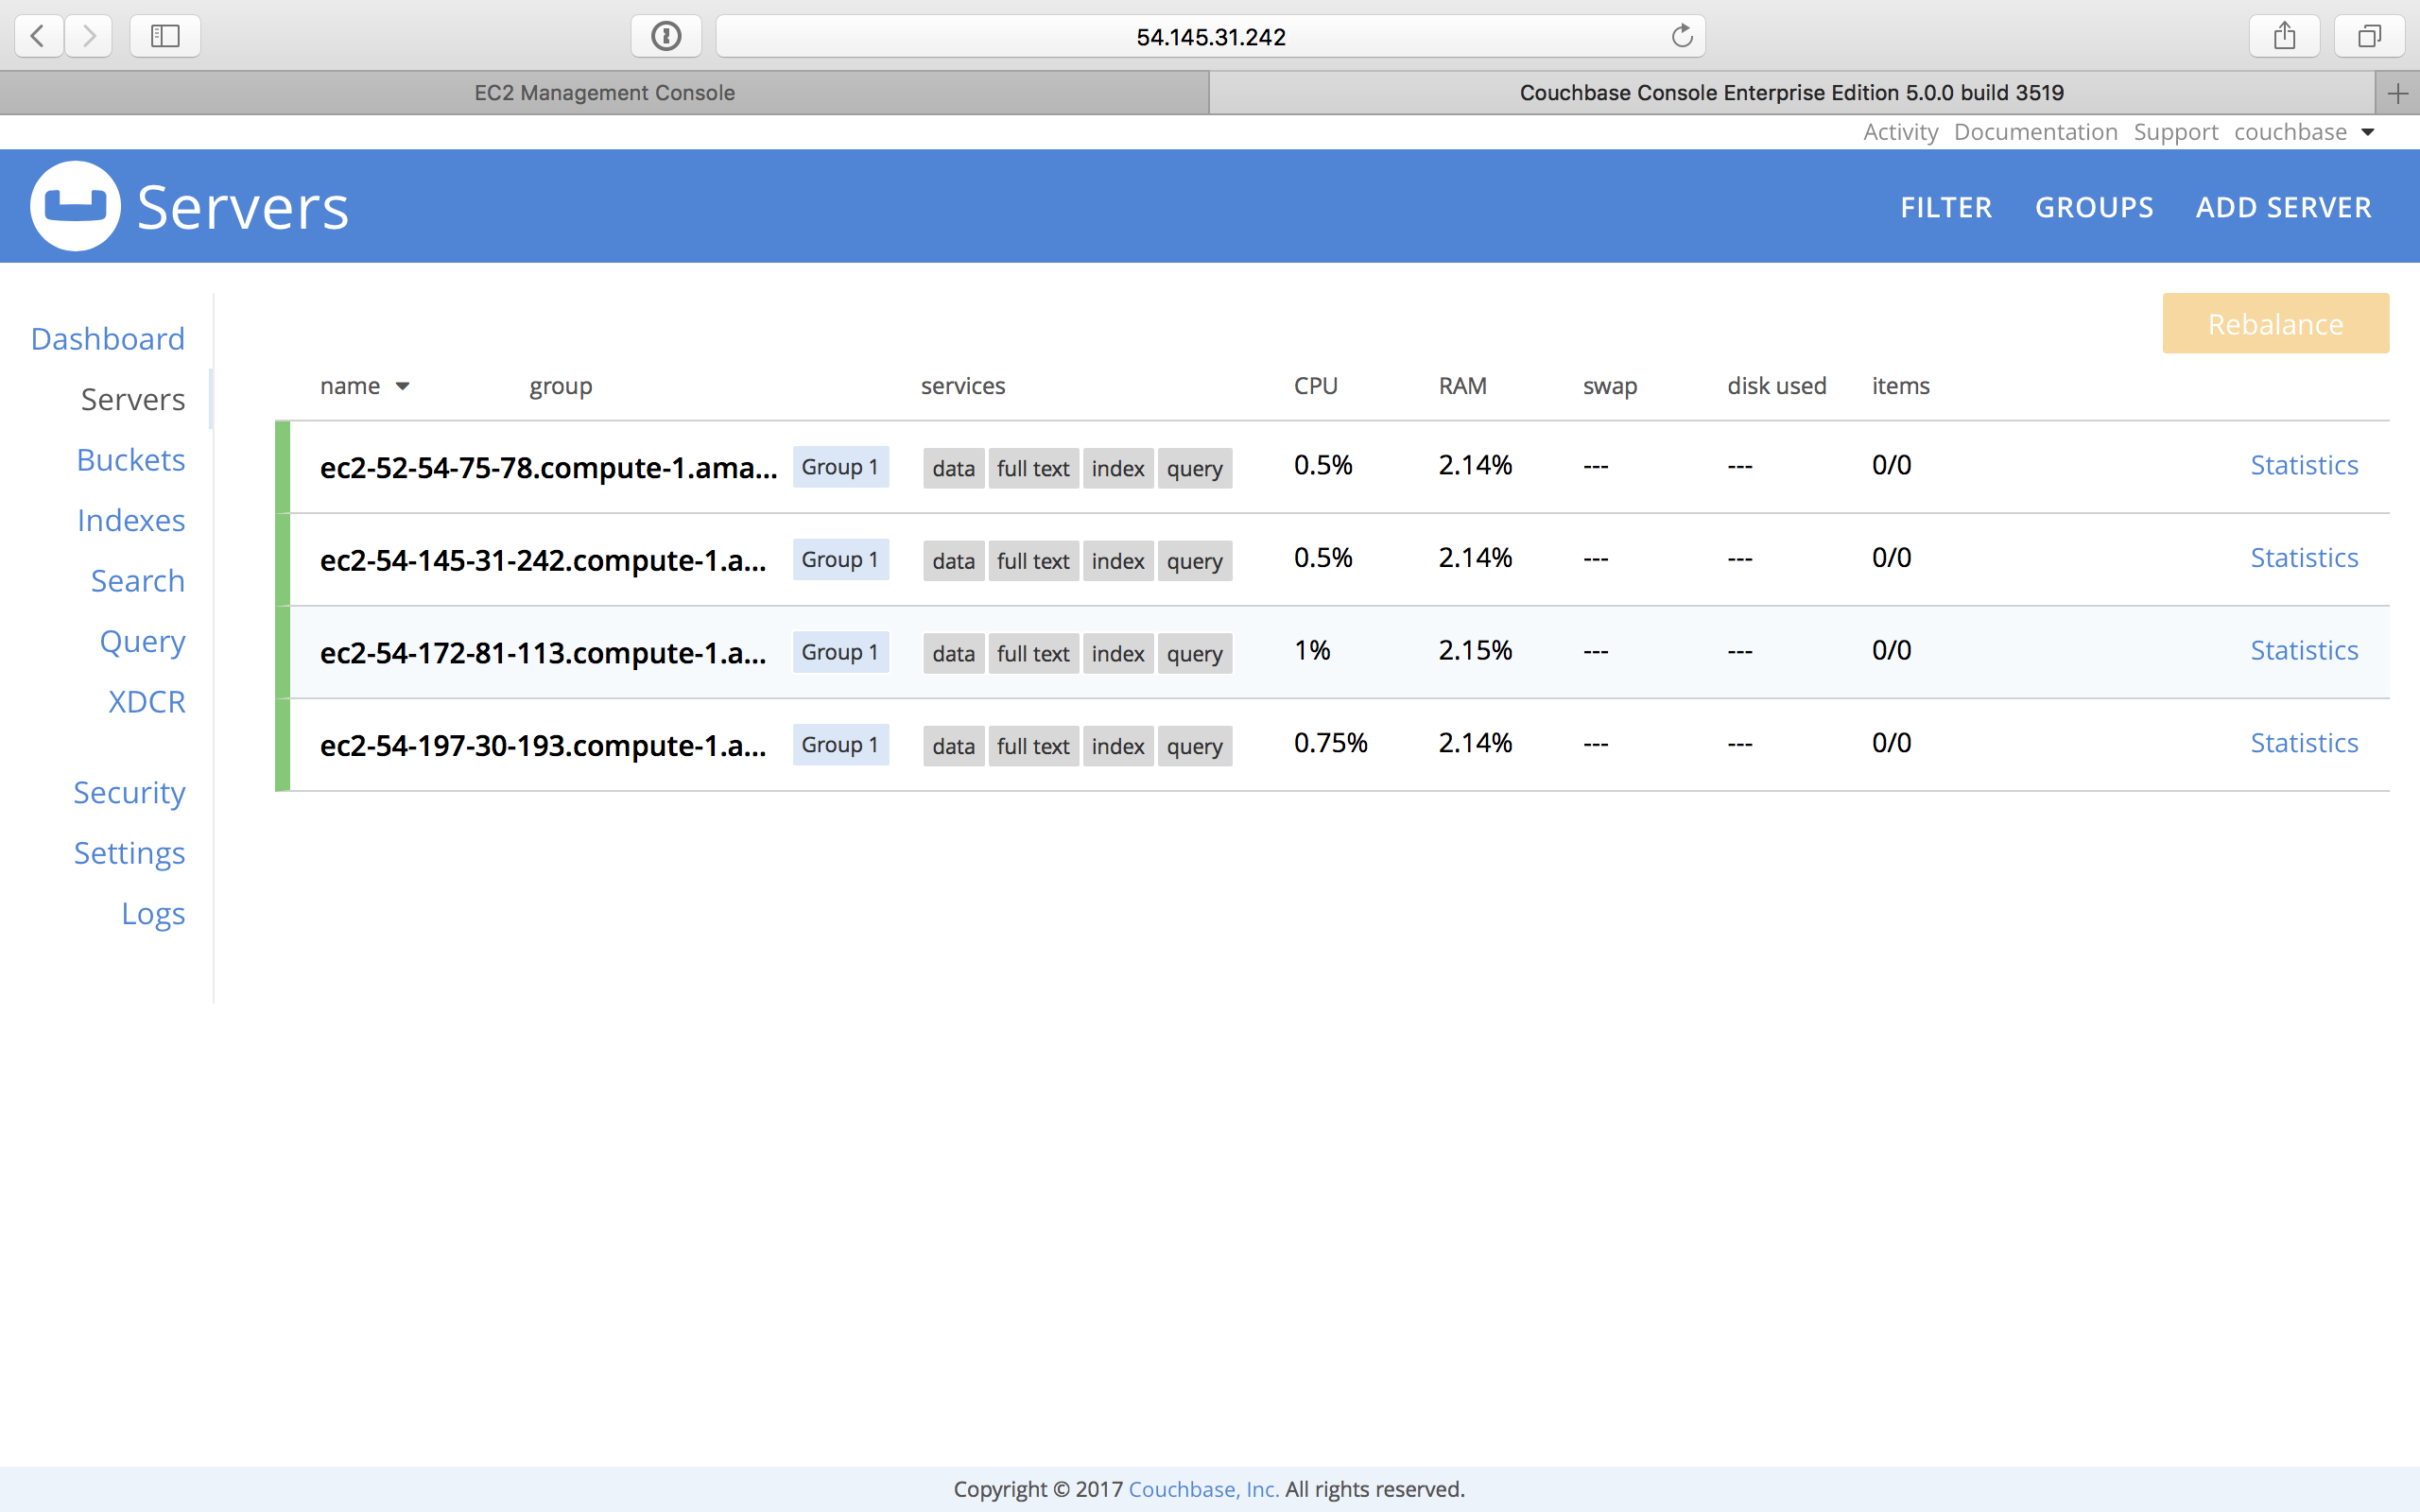 54.145.31.242
EC2 Management Console
Couchbase Console Enterprise Edition 5.0.0 build 3519
Activity Documentation Support couchbase
Servers
FILTER GROUPS ADD SERVER
Rebalance
Dashboard
Servers
Buckets
Indexes
Search
Query
XDCR
Security
Settings
Logs
name group services CPU RAM swap disk used items
ec2-52-54-75-78.compute-1.ama... Group 1 data full text index query 0.5% 2.14% --- --- 0/0 Statistics
ec2-54-145-31-242.compute-1.a... Group 1 data full text index query 0.5% 2.14% --- --- 0/0 Statistics
ec2-54-172-81-113.compute-1.a... Group 1 data full text index query 1% 2.15% --- --- 0/0 Statistics
ec2-54-197-30-193.compute-1.a... Group 1 data full text index query 0.75% 2.14% --- --- 0/0 Statistics
Copyright © 2017 Couchbase, Inc. All rights reserved.